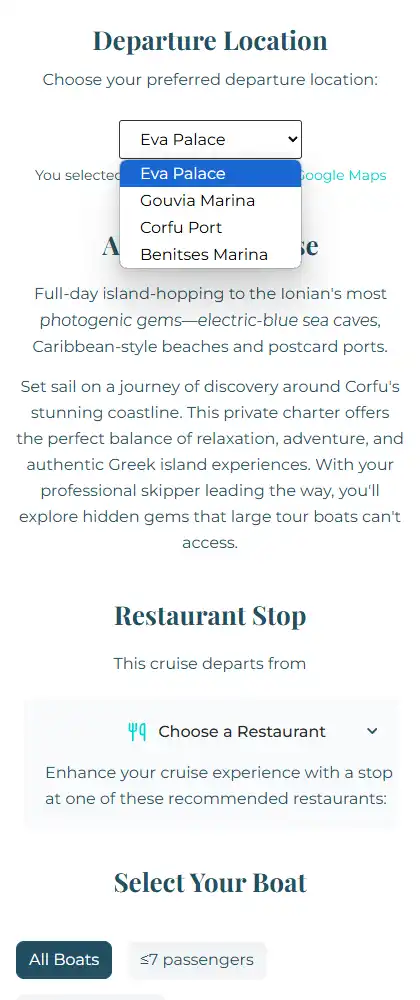 Departure Location
Choose your preferred departure location:
Eva Palace
You selected
Google Maps
Eva Palace
Gouvia Marina
Corfu Port
Benitses Marina
Full-day island-hopping to the Ionian's most
photogenic gems—electric-blue sea caves,
Caribbean-style beaches and postcard ports.
Set sail on a journey of discovery around Corfu's
stunning coastline. This private charter offers
the perfect balance of relaxation, adventure, and
authentic Greek island experiences. With your
professional skipper leading the way, you'll
explore hidden gems that large tour boats can't
access.
Restaurant Stop
This cruise departs from
Choose a Restaurant
Enhance your cruise experience with a stop
at one of these recommended restaurants:
Select Your Boat
All Boats
≤7 passengers